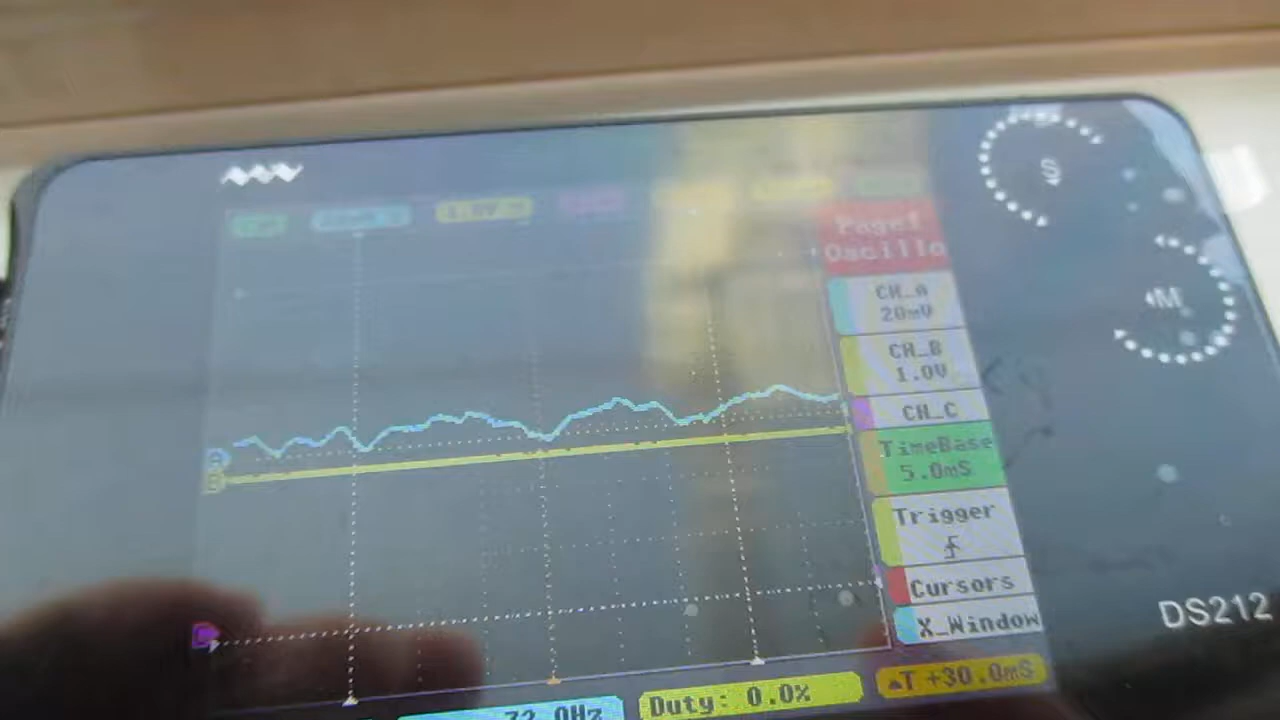 S
M
Page1
Oscillo
CH_A
20mV
CH_B
1.0V
CH_C
TimeBase
5.0mS
Trigger
Cursors
X_Window
DS212
A
B
Duty: 0.0%
T +30.0mS